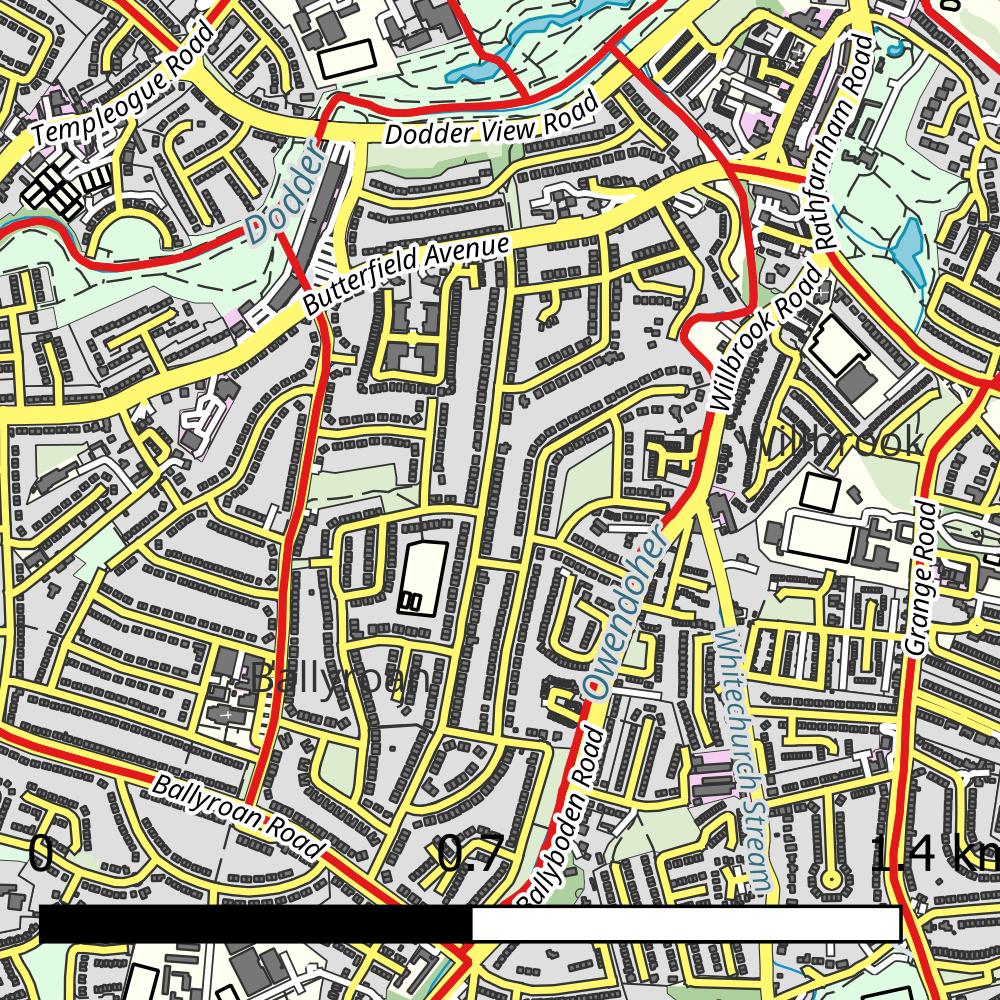 Templeogue Road
Dodder View Road
Rathfarnham Road
Dodder
Butterfield Avenue
Willbrook Road
Willbrook
Grange Road
Owendoher
Ballyroan
Whitechurch Stream
Ballyroan Road
Ballyboden Road
0 0.7 1.4 km